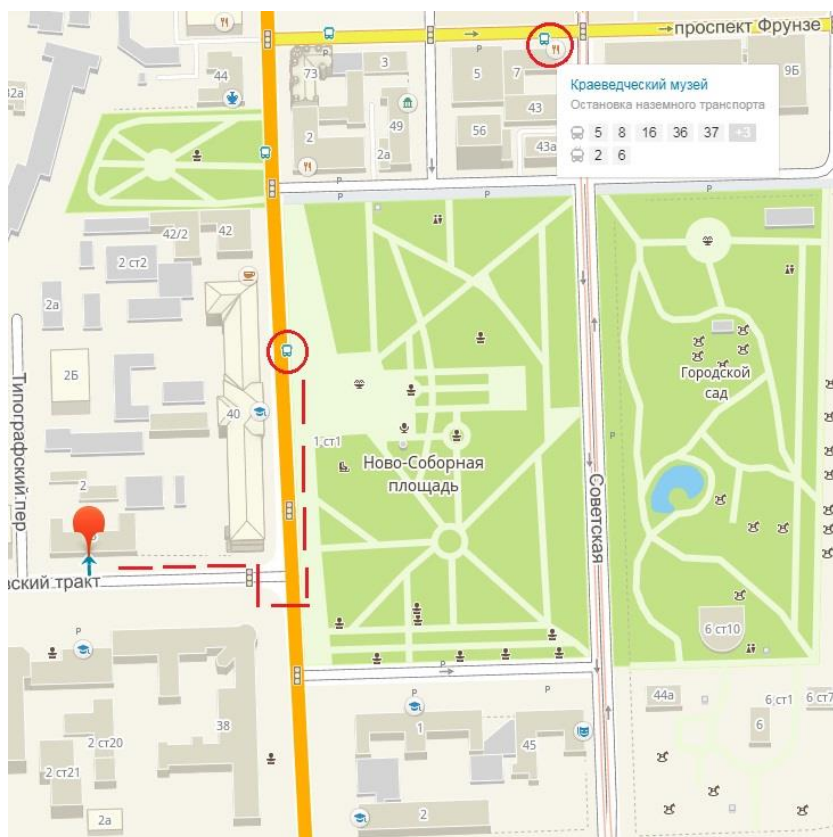 проспект Фрунзе
44
73
3
5
7
9Б
32а
Краеведческий музей
Остановка наземного транспорта
5 8 16 36 37 +3
2 6
2
49
43
56
2а
43а
P
P
P
P
42/2
42
2 ст2
2а
2Б
40
Типографский пер
2
1 ст1
Ново-Соборная
площадь
Советская
Городской
сад
P
вский тракт
P
6 ст10
P
P
P
38
1
45
44а
6 ст1
6 ст7
6
2 ст20
2 ст21
2а
2